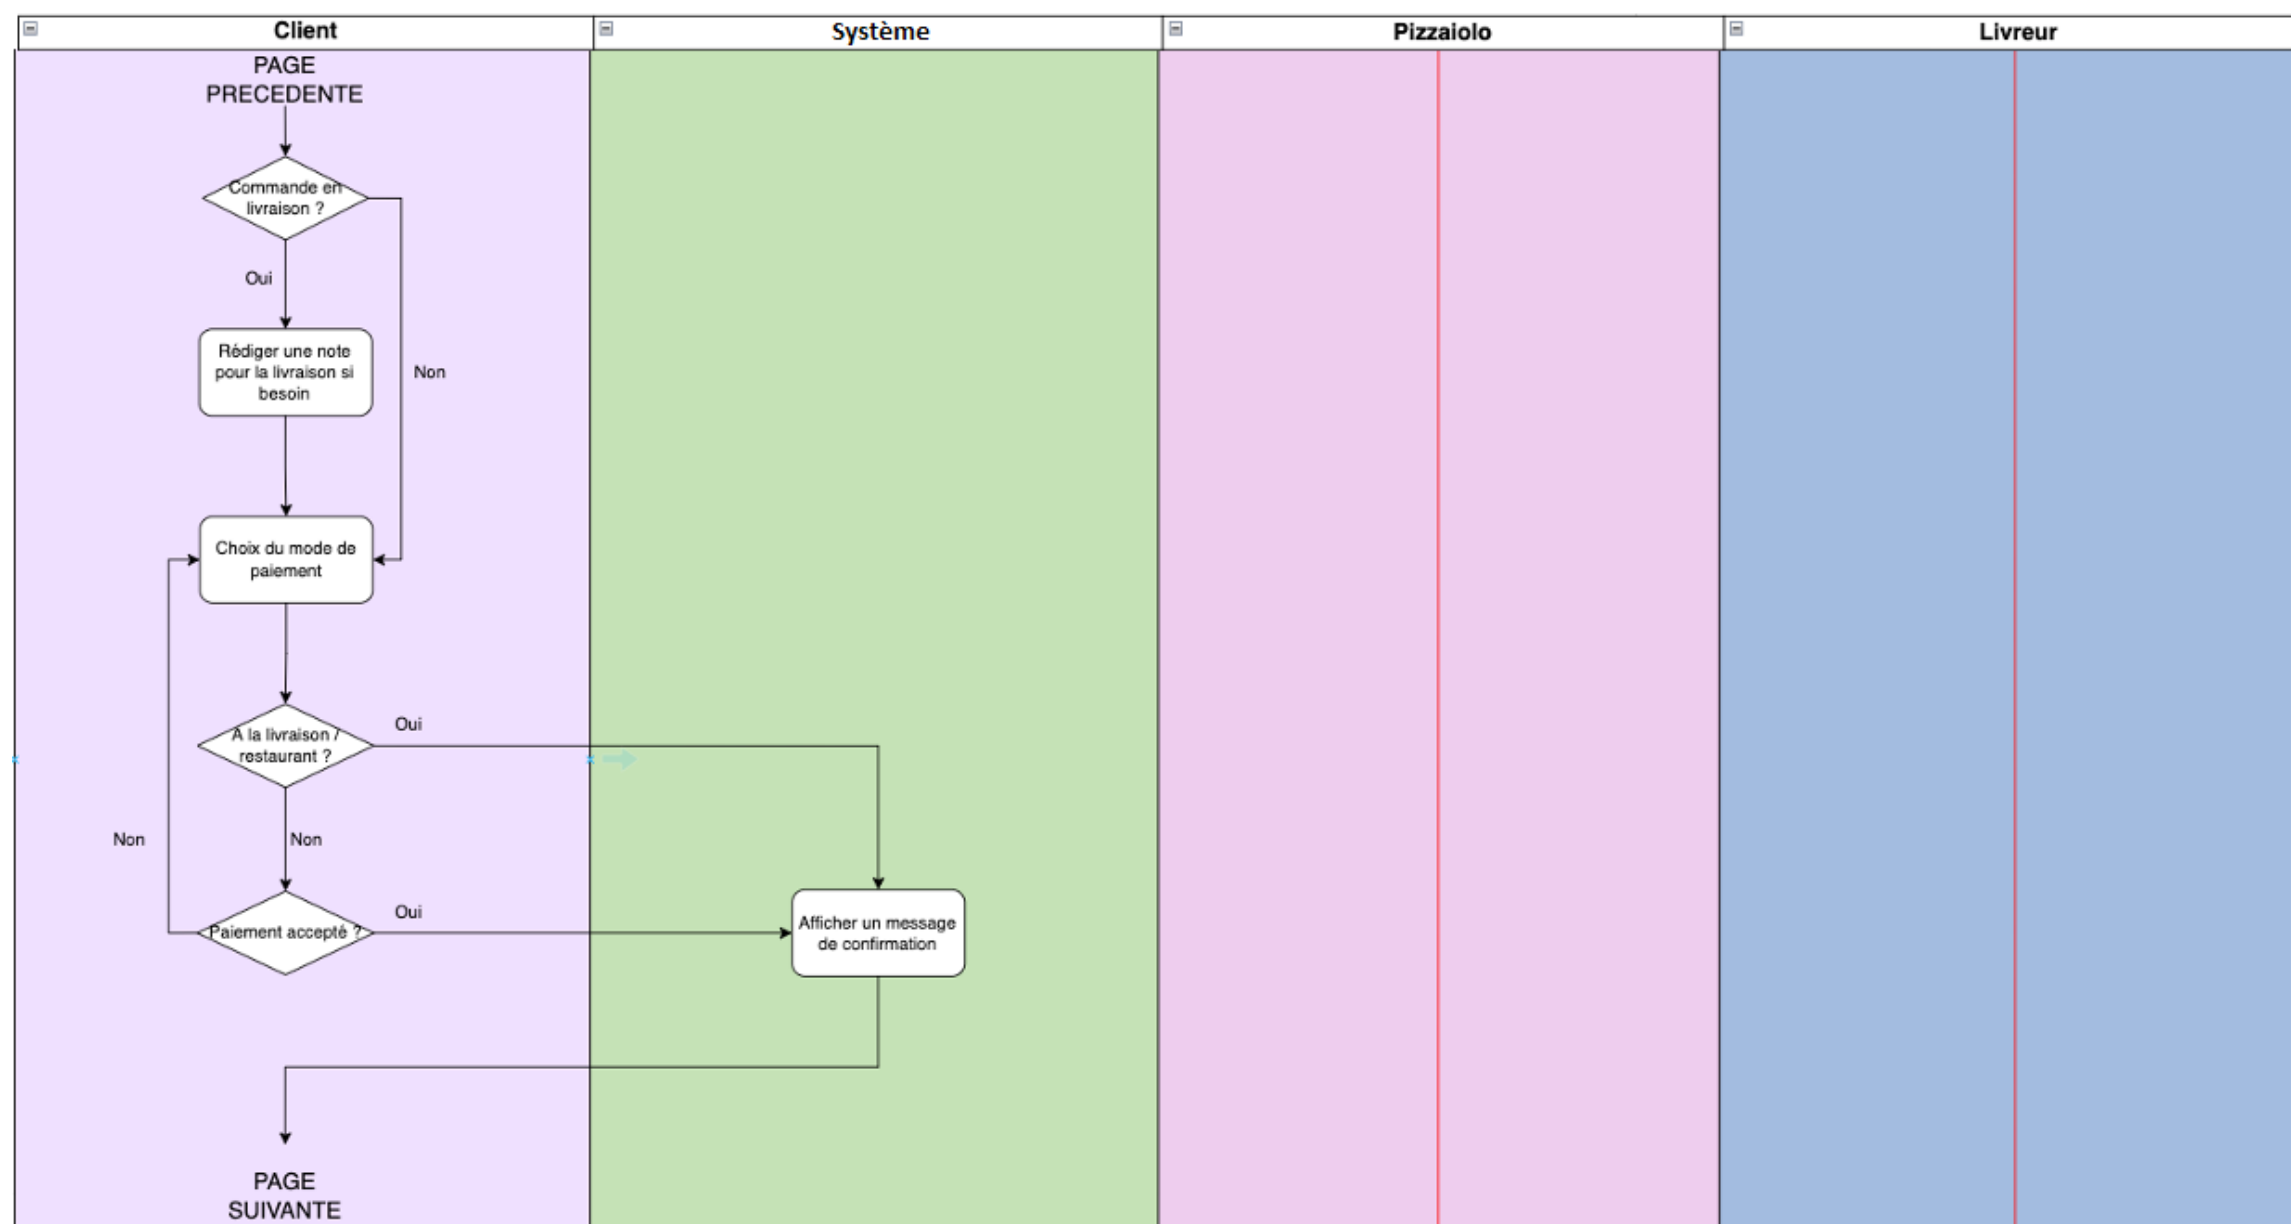 Client
Système
Pizzaiolo
Livreur
PAGE
PRECEDENTE
Commande en
livraison ?
Oui
Rédiger une note
pour la livraison si
besoin
Non
Choix du mode de
paiement
A la livraison /
restaurant ?
Oui
Non
Non
Paiement accepté ?
Oui
Afficher un message
de confirmation
PAGE
SUIVANTE